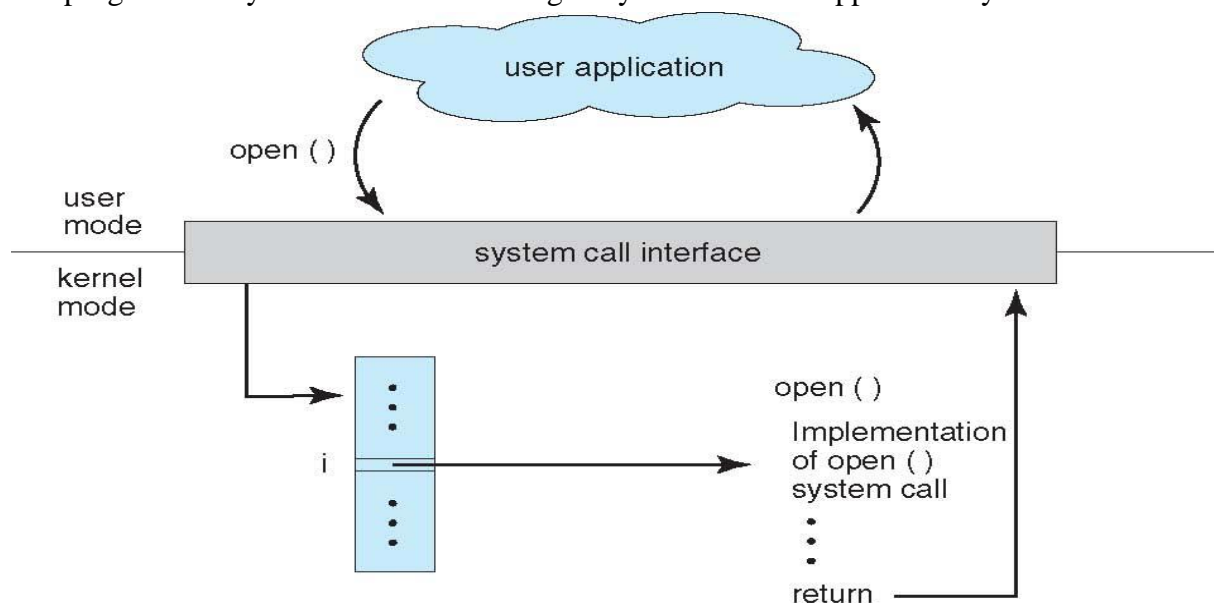 user application
open ( )
user
mode
system call interface
kernel
mode
open ( )
Implementation
i
of open ( )
system call
return